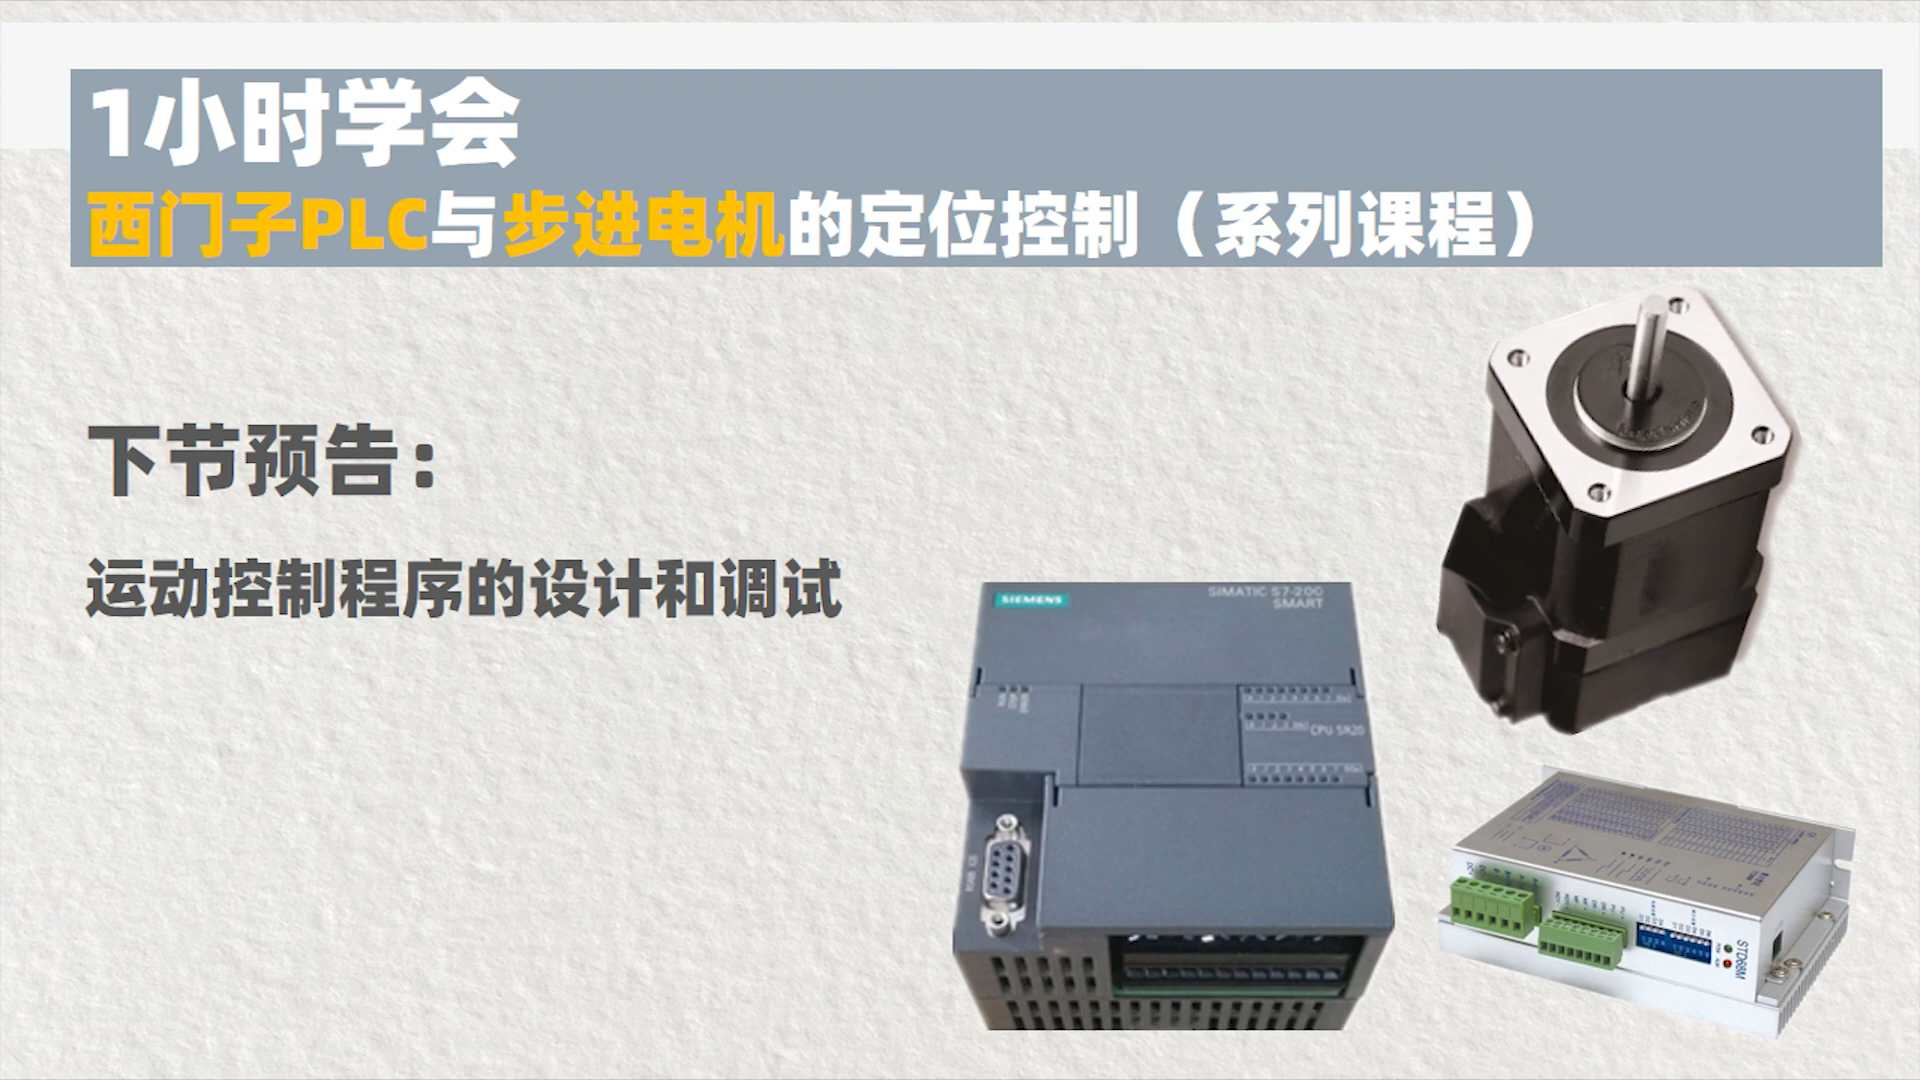 1小时学会
西门子PLC与步进电机的定位控制（系列课程）
下节预告：
运动控制程序的设计和调试
SIEMENS
SIMATIC S7-200
SMART
CPU SR20
STD68M